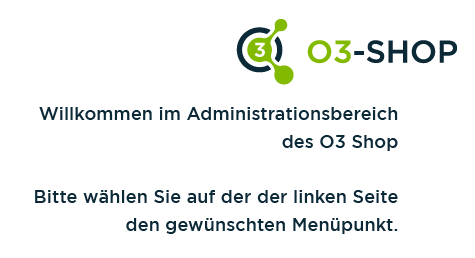 3 O3-SHOP
Willkommen im Administrationsbereich
des O3 Shop
Bitte wählen Sie auf der der linken Seite
den gewünschten Menüpunkt.